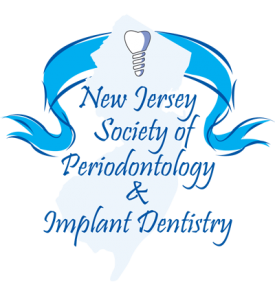 New Jersey
Society of
Periodontology
&
Implant Dentistry